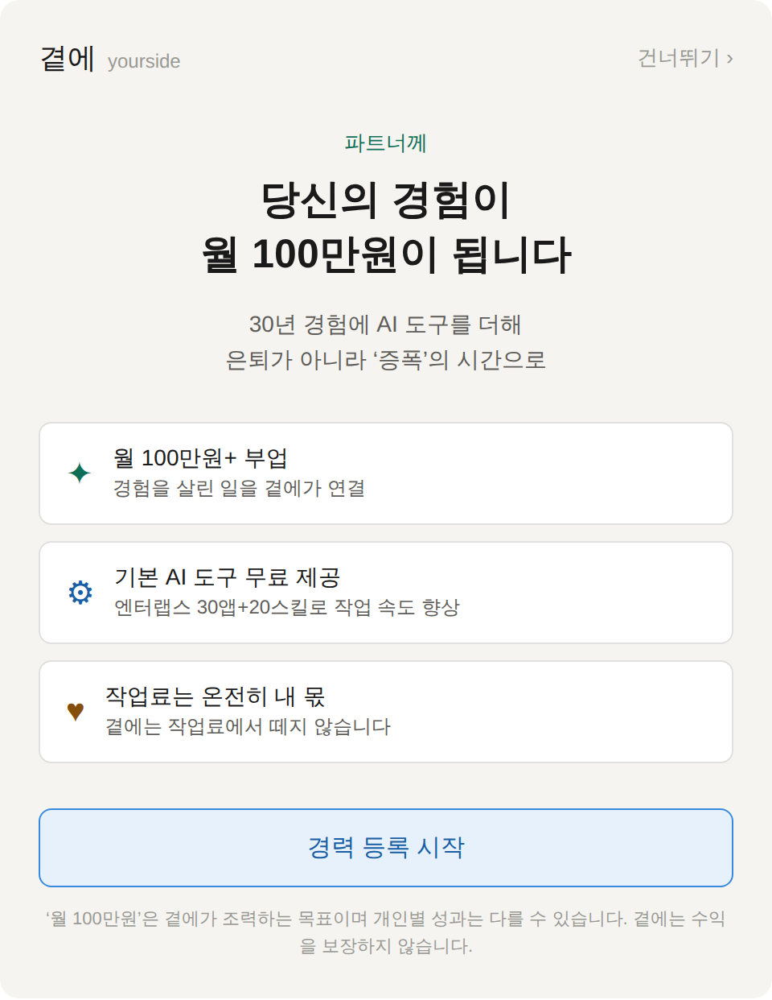 곁에 yourside
건너뛰기 ›
파트너께
당신의 경험이
월 100만원이 됩니다
30년 경험에 AI 도구를 더해
은퇴가 아니라 ‘증폭’의 시간으로
월 100만원+ 부업
경험을 살린 일을 곁에가 연결
기본 AI 도구 무료 제공
엔터랩스 30앱+20스킬로 작업 속도 향상
작업료는 온전히 내 몫
곁에는 작업료에서 떼지 않습니다
경력 등록 시작
‘월 100만원’은 곁에가 조력하는 목표이며 개인별 성과는 다를 수 있습니다. 곁에는 수익
을 보장하지 않습니다.